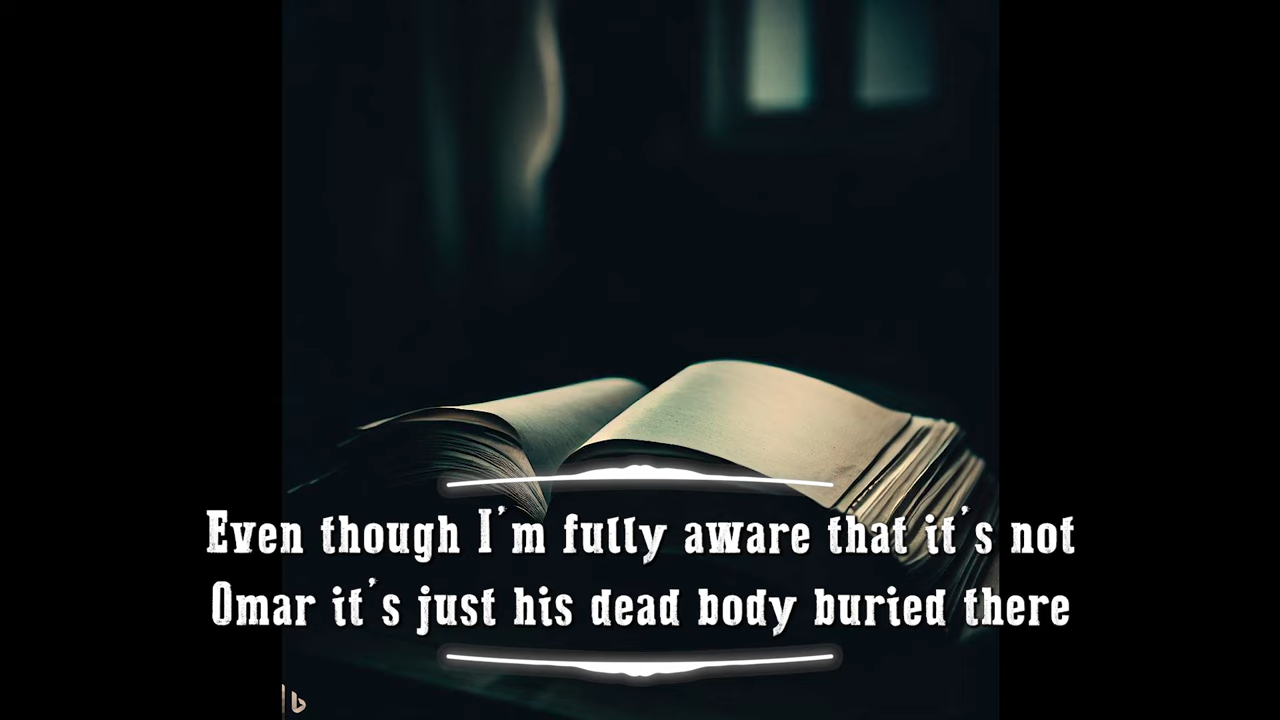 Even though I'm fully aware that it's not
Omar it's just his dead body buried there